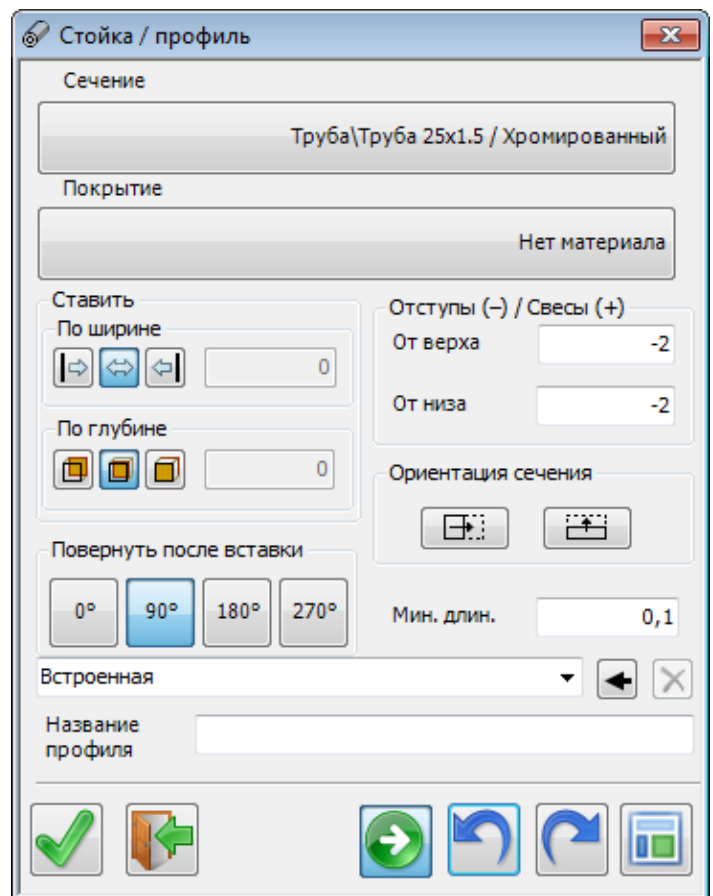 Стойка / профиль
Сечение
Труба\Труба 25x1.5 / Хромированный
Покрытие
Нет материала
Ставить
По ширине
0
По глубине
0
Отступы (–) / Свесы (+)
От верха
-2
От низа
-2
Ориентация сечения
Повернуть после вставки
0° 90° 180° 270°
Мин. длин.
0,1
Встроенная
Название
профиля